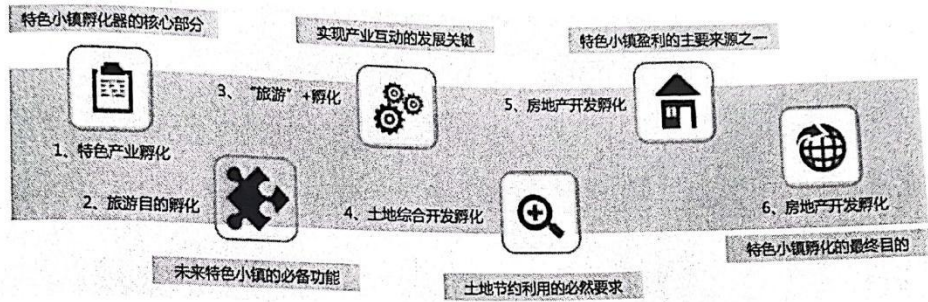 特色小镇孵化器的核心部分
实现产业互动的发展关键
特色小镇盈利的主要来源之一
1、特色产业孵化
3、“旅游”+孵化
5、房地产开发孵化
2、旅游目的孵化
4、土地综合开发孵化
6、房地产开发孵化
未来特色小镇的必备功能
土地节约利用的必然要求
特色小镇孵化的最终目的